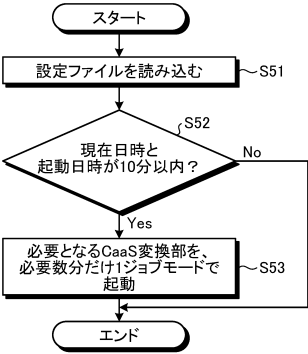 スタート
設定ファイルを読み込む
S51
S52
現在日時と
起動日時が10分以内？
No
Yes
必要となるCaaS変換部を、
必要数分だけ1ジョブモードで
起動
S53
エンド